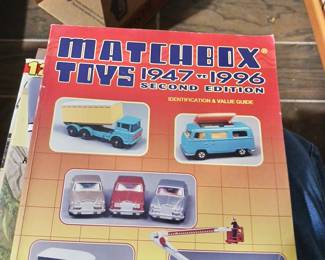 MATCHBOX®
TOYS 1947 TO 1996
SECOND EDITION
IDENTIFICATION & VALUE GUIDE